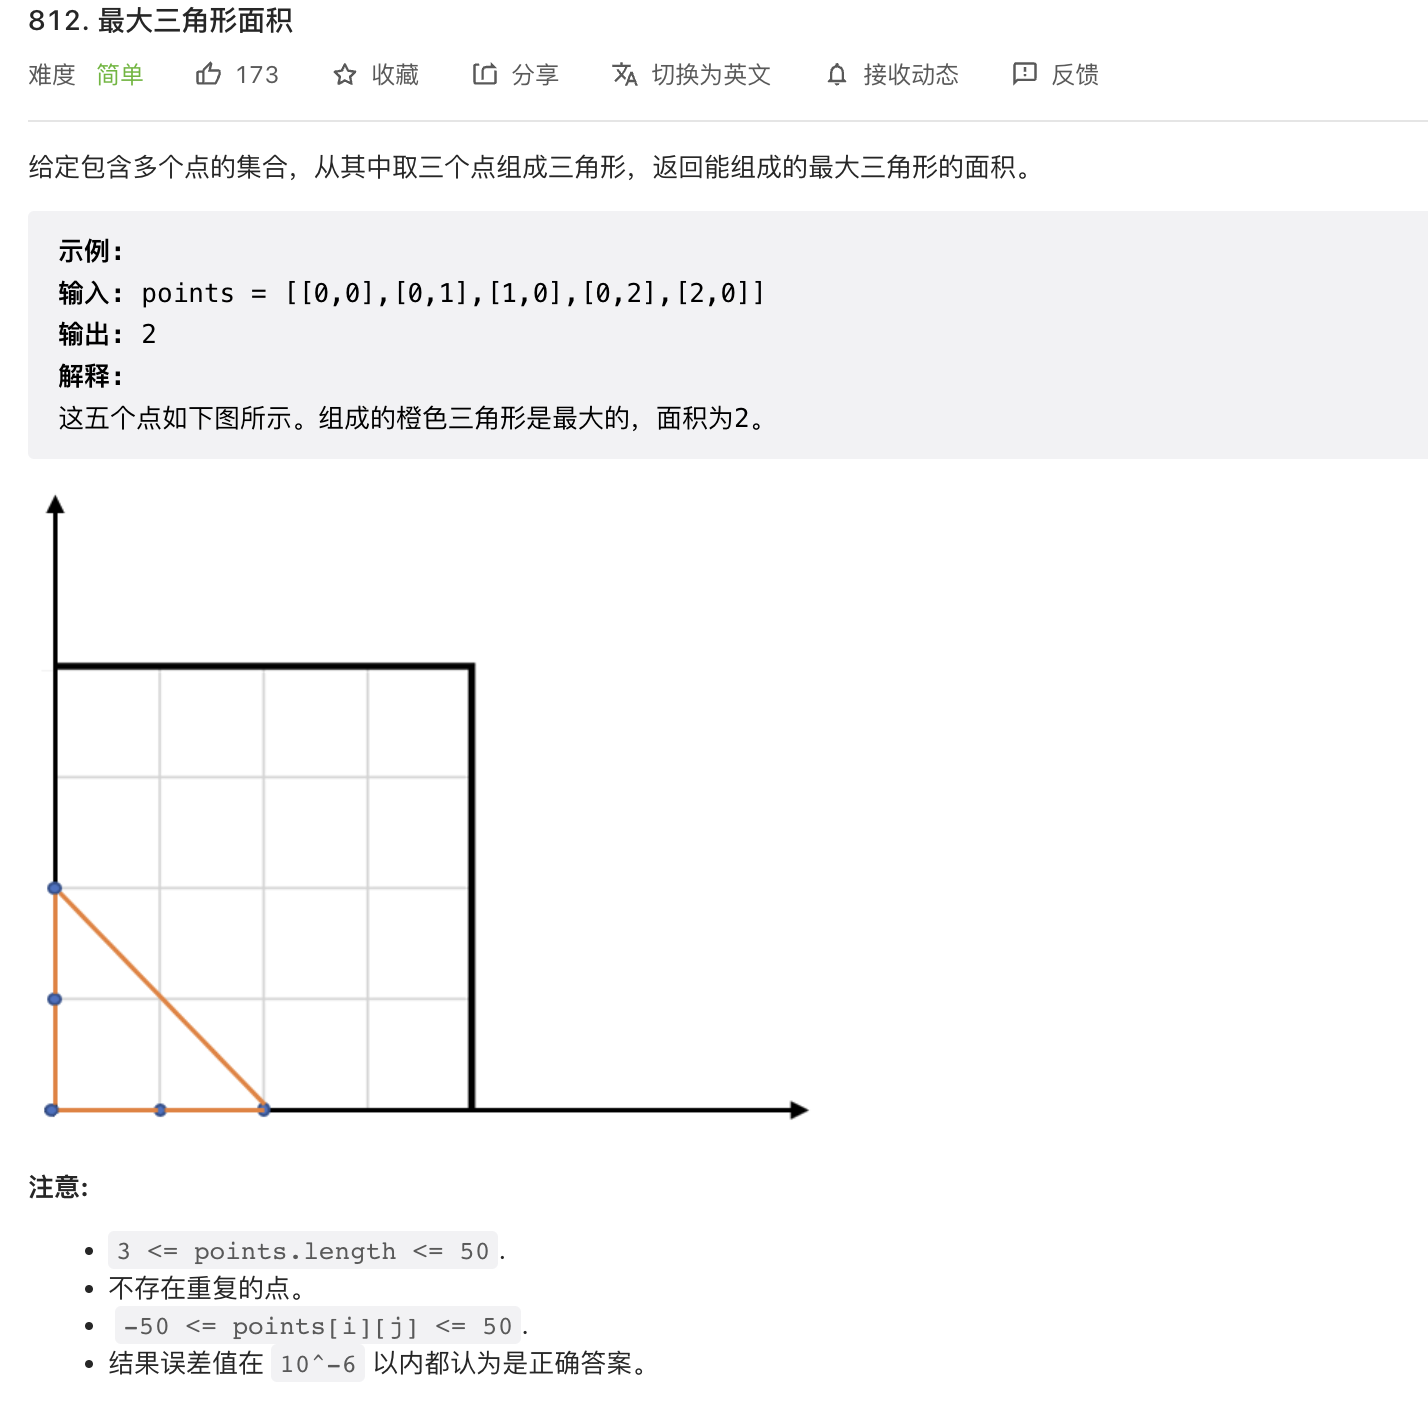 812. 最大三角形面积
难度 简单 173 收藏 分享 切换为英文 接收动态 反馈
给定包含多个点的集合，从其中取三个点组成三角形，返回能组成的最大三角形的面积。
示例:
输入: points = [[0,0],[0,1],[1,0],[0,2],[2,0]]
输出: 2
解释:
这五个点如下图所示。组成的橙色三角形是最大的，面积为2。
注意:
3 <= points.length <= 50.
不存在重复的点。
-50 <= points[i][j] <= 50.
结果误差值在 10^-6 以内都认为是正确答案。